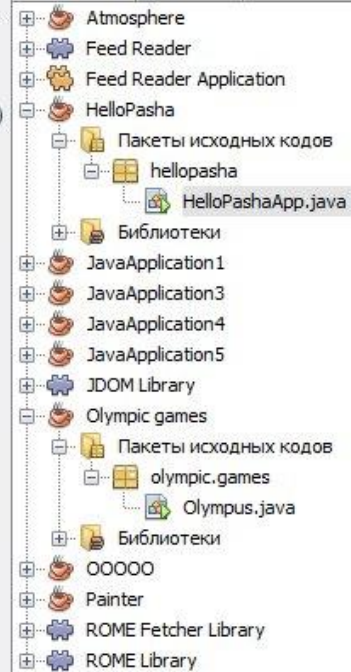 Atmosphere
Feed Reader
Feed Reader Application
HelloPasha
Пакеты исходных кодов
hellopasha
HelloPashaApp.java
Библиотеки
JavaApplication1
JavaApplication3
JavaApplication4
JavaApplication5
JDOM Library
Olympic games
Пакеты исходных кодов
olympic.games
Olympus.java
Библиотеки
OOOOO
Painter
ROME Fetcher Library
ROME Library